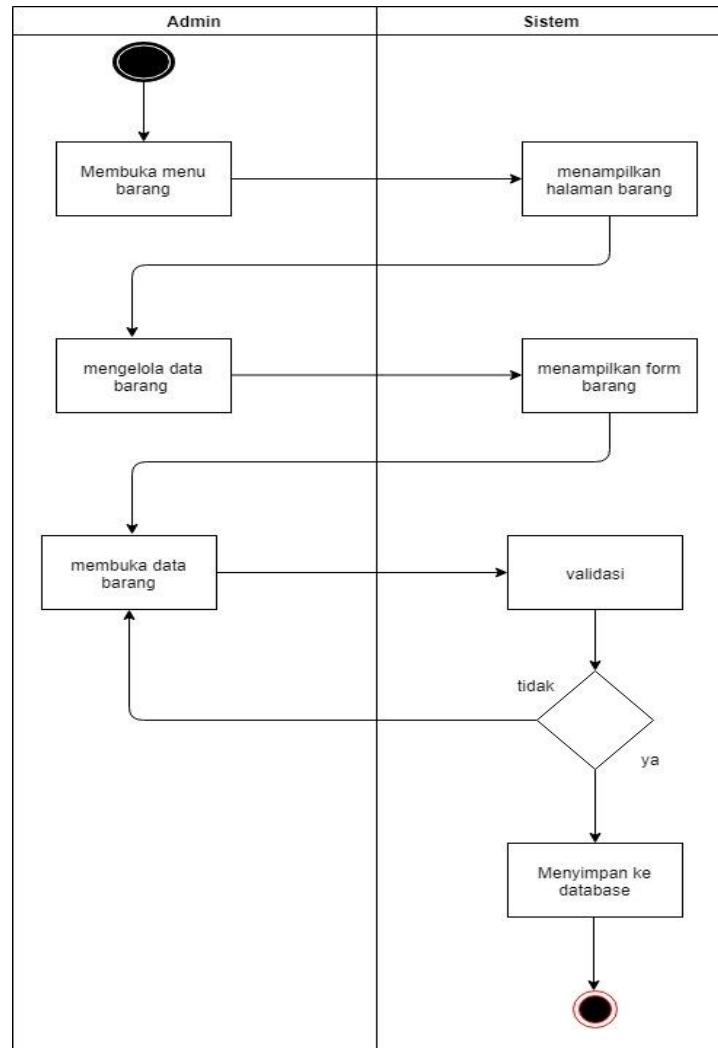 Admin
Sistem
Membuka menu
barang
menampilkan
halaman barang
mengelola data
barang
menampilkan form
barang
membuka data
barang
validasi
tidak
ya
Menyimpan ke
database